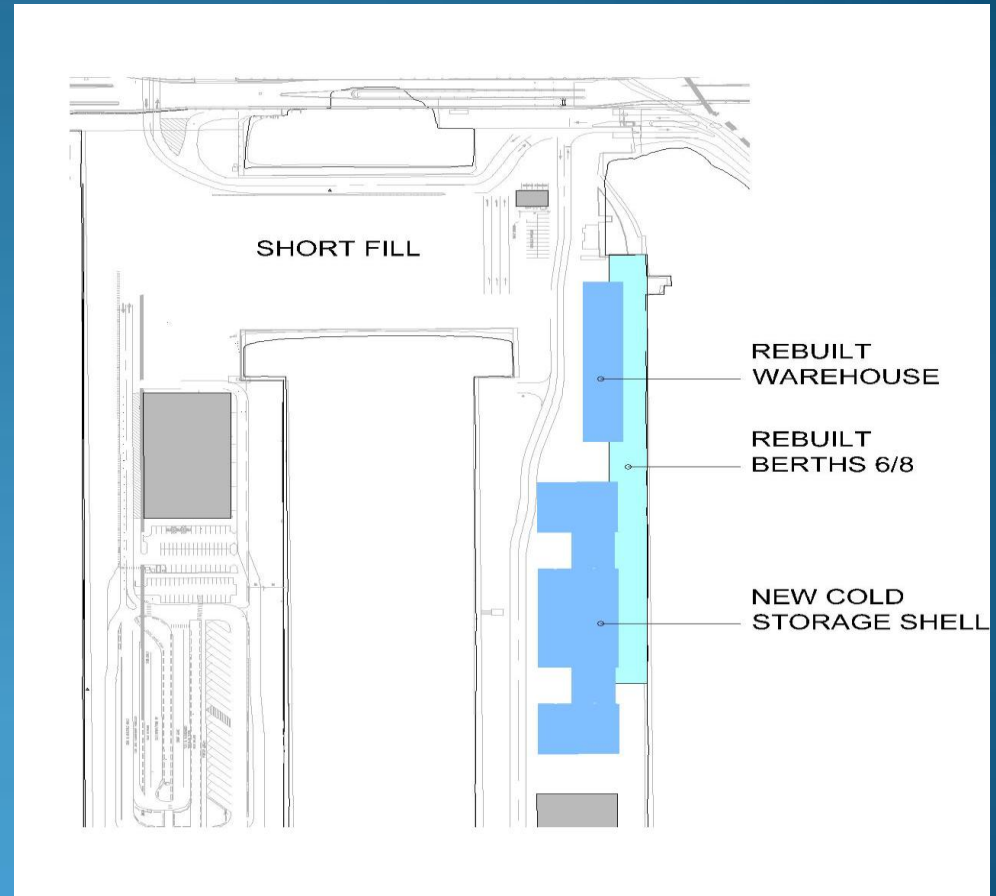 SHORT FILL
REBUILT
WAREHOUSE
REBUILT
BERTHS 6/8
NEW COLD
STORAGE SHELL